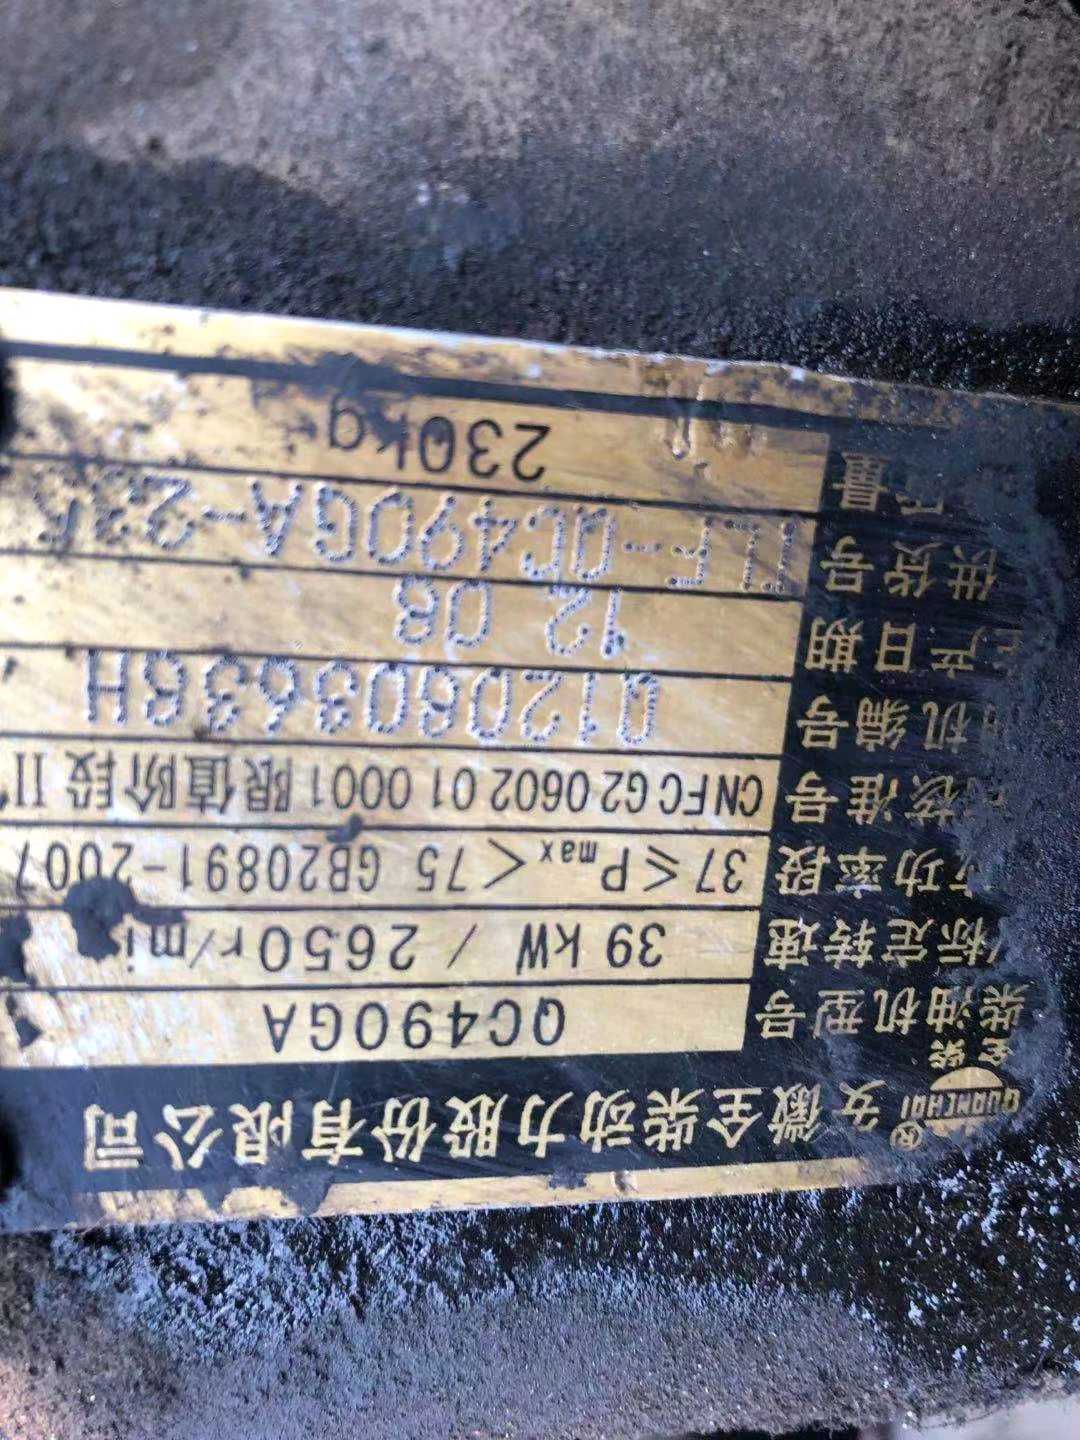 全柴
QUANCHAI ® 安徽全柴动力股份有限公司
柴油机型号 QC490GA
标定转速 39 kW / 2650r/mi
功率段 37≤Pmax<75 GB20891-2007
核准号 CNFC G2 0602 01 0001 限值阶段 II
机编号 Q120803636H
产日期 12 08
供货号 QC490GA-
量 230kg